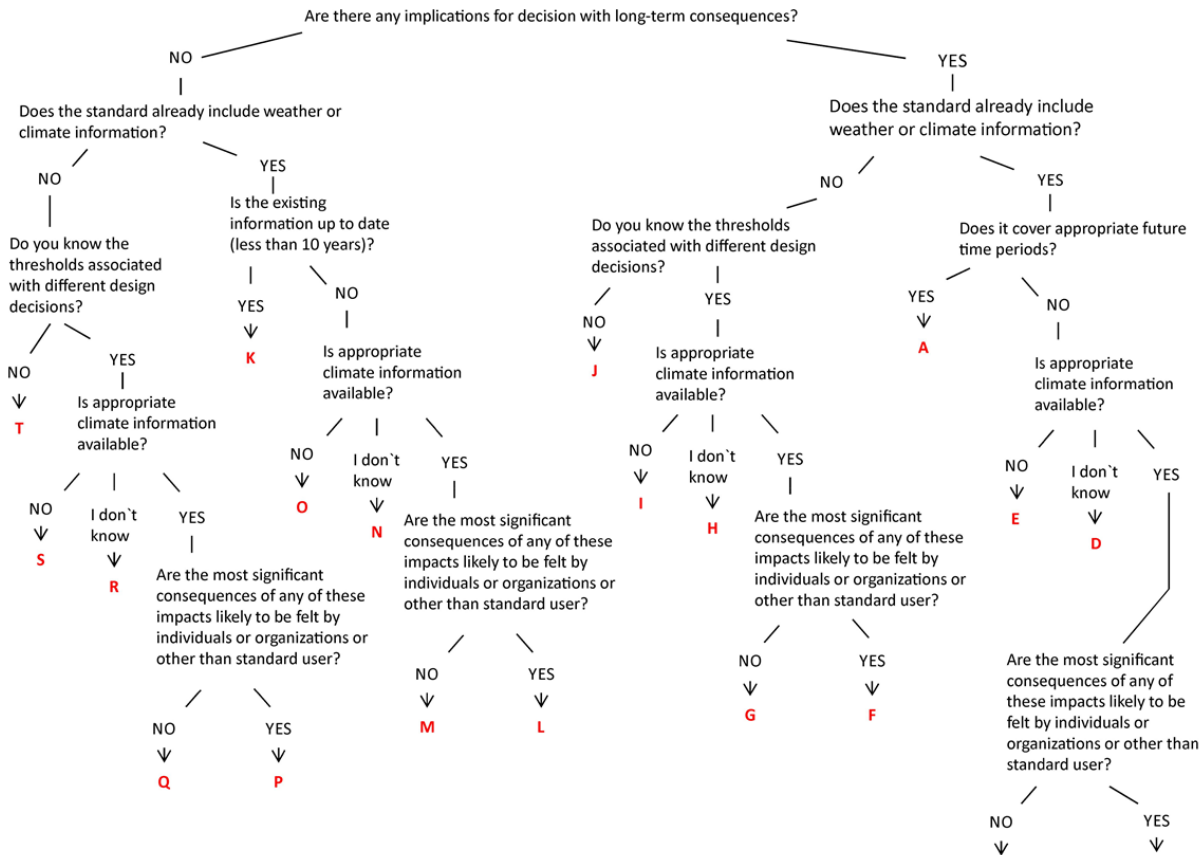 Are there any implications for decision with long-term consequences?
NO
YES
Does the standard already include weather or
climate information?
NO
YES
Do you know the
thresholds associated
with different design
decisions?
NO
T
YES
Is appropriate
climate information
available?
NO
S
I don`t
know
R
YES
Are the most significant
consequences of any of these
impacts likely to be felt by
individuals or organizations or
other than standard user?
NO
Q
YES
P
Is the existing
information up to date
(less than 10 years)?
YES
K
NO
Is appropriate
climate information
available?
NO
O
I don`t
know
N
YES
Are the most significant
consequences of any of these
impacts likely to be felt by
individuals or organizations or
other than standard user?
NO
M
YES
L
Does the standard already include
weather or climate information?
NO
YES
Do you know the thresholds
associated with different design
decisions?
NO
J
YES
Is appropriate
climate information
available?
NO
I
I don`t
know
H
YES
Are the most significant
consequences of any of these
impacts likely to be felt by
individuals or organizations or
other than standard user?
NO
G
YES
F
Does it cover appropriate future
time periods?
YES
A
NO
Is appropriate
climate information
available?
NO
E
I don`t
know
D
YES
Are the most significant
consequences of any of
these impacts likely to be
felt by individuals or
organizations or other than
standard user?
NO
YES